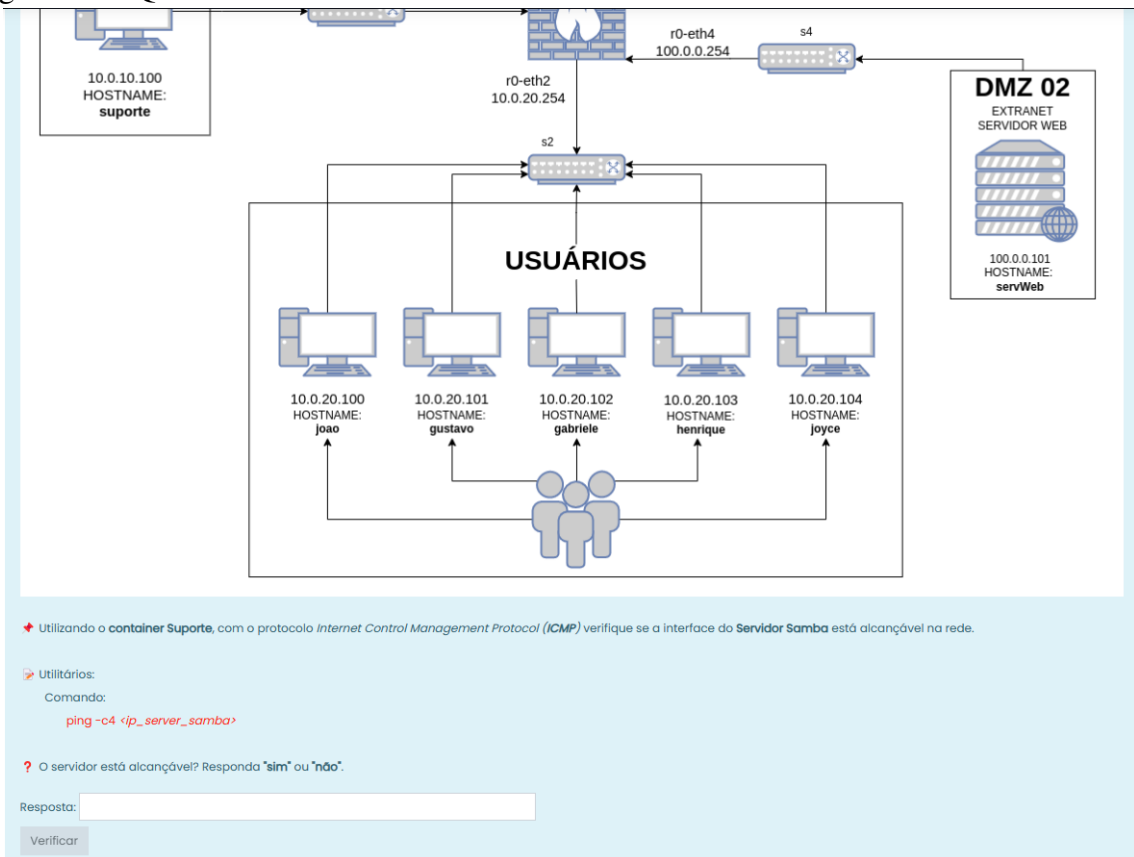 r0-eth4
100.0.0.254
s4
10.0.10.100
HOSTNAME:
suporte
r0-eth2
10.0.20.254
DMZ 02
EXTRANET
SERVIDOR WEB
s2
100.0.0.101
HOSTNAME:
servWeb
USUÁRIOS
10.0.20.100
HOSTNAME:
joao
10.0.20.101
HOSTNAME:
gustavo
10.0.20.102
HOSTNAME:
gabriele
10.0.20.103
HOSTNAME:
henrique
10.0.20.104
HOSTNAME:
joyce
Utilizando o container Suporte, com o protocolo Internet Control Management Protocol (ICMP) verifique se a interface do Servidor Samba está alcançável na rede.
Utilitários:
Comando:
ping -c4 <ip_server_samba>
O servidor está alcançável? Responda "sim" ou "não".
Resposta:
Verificar